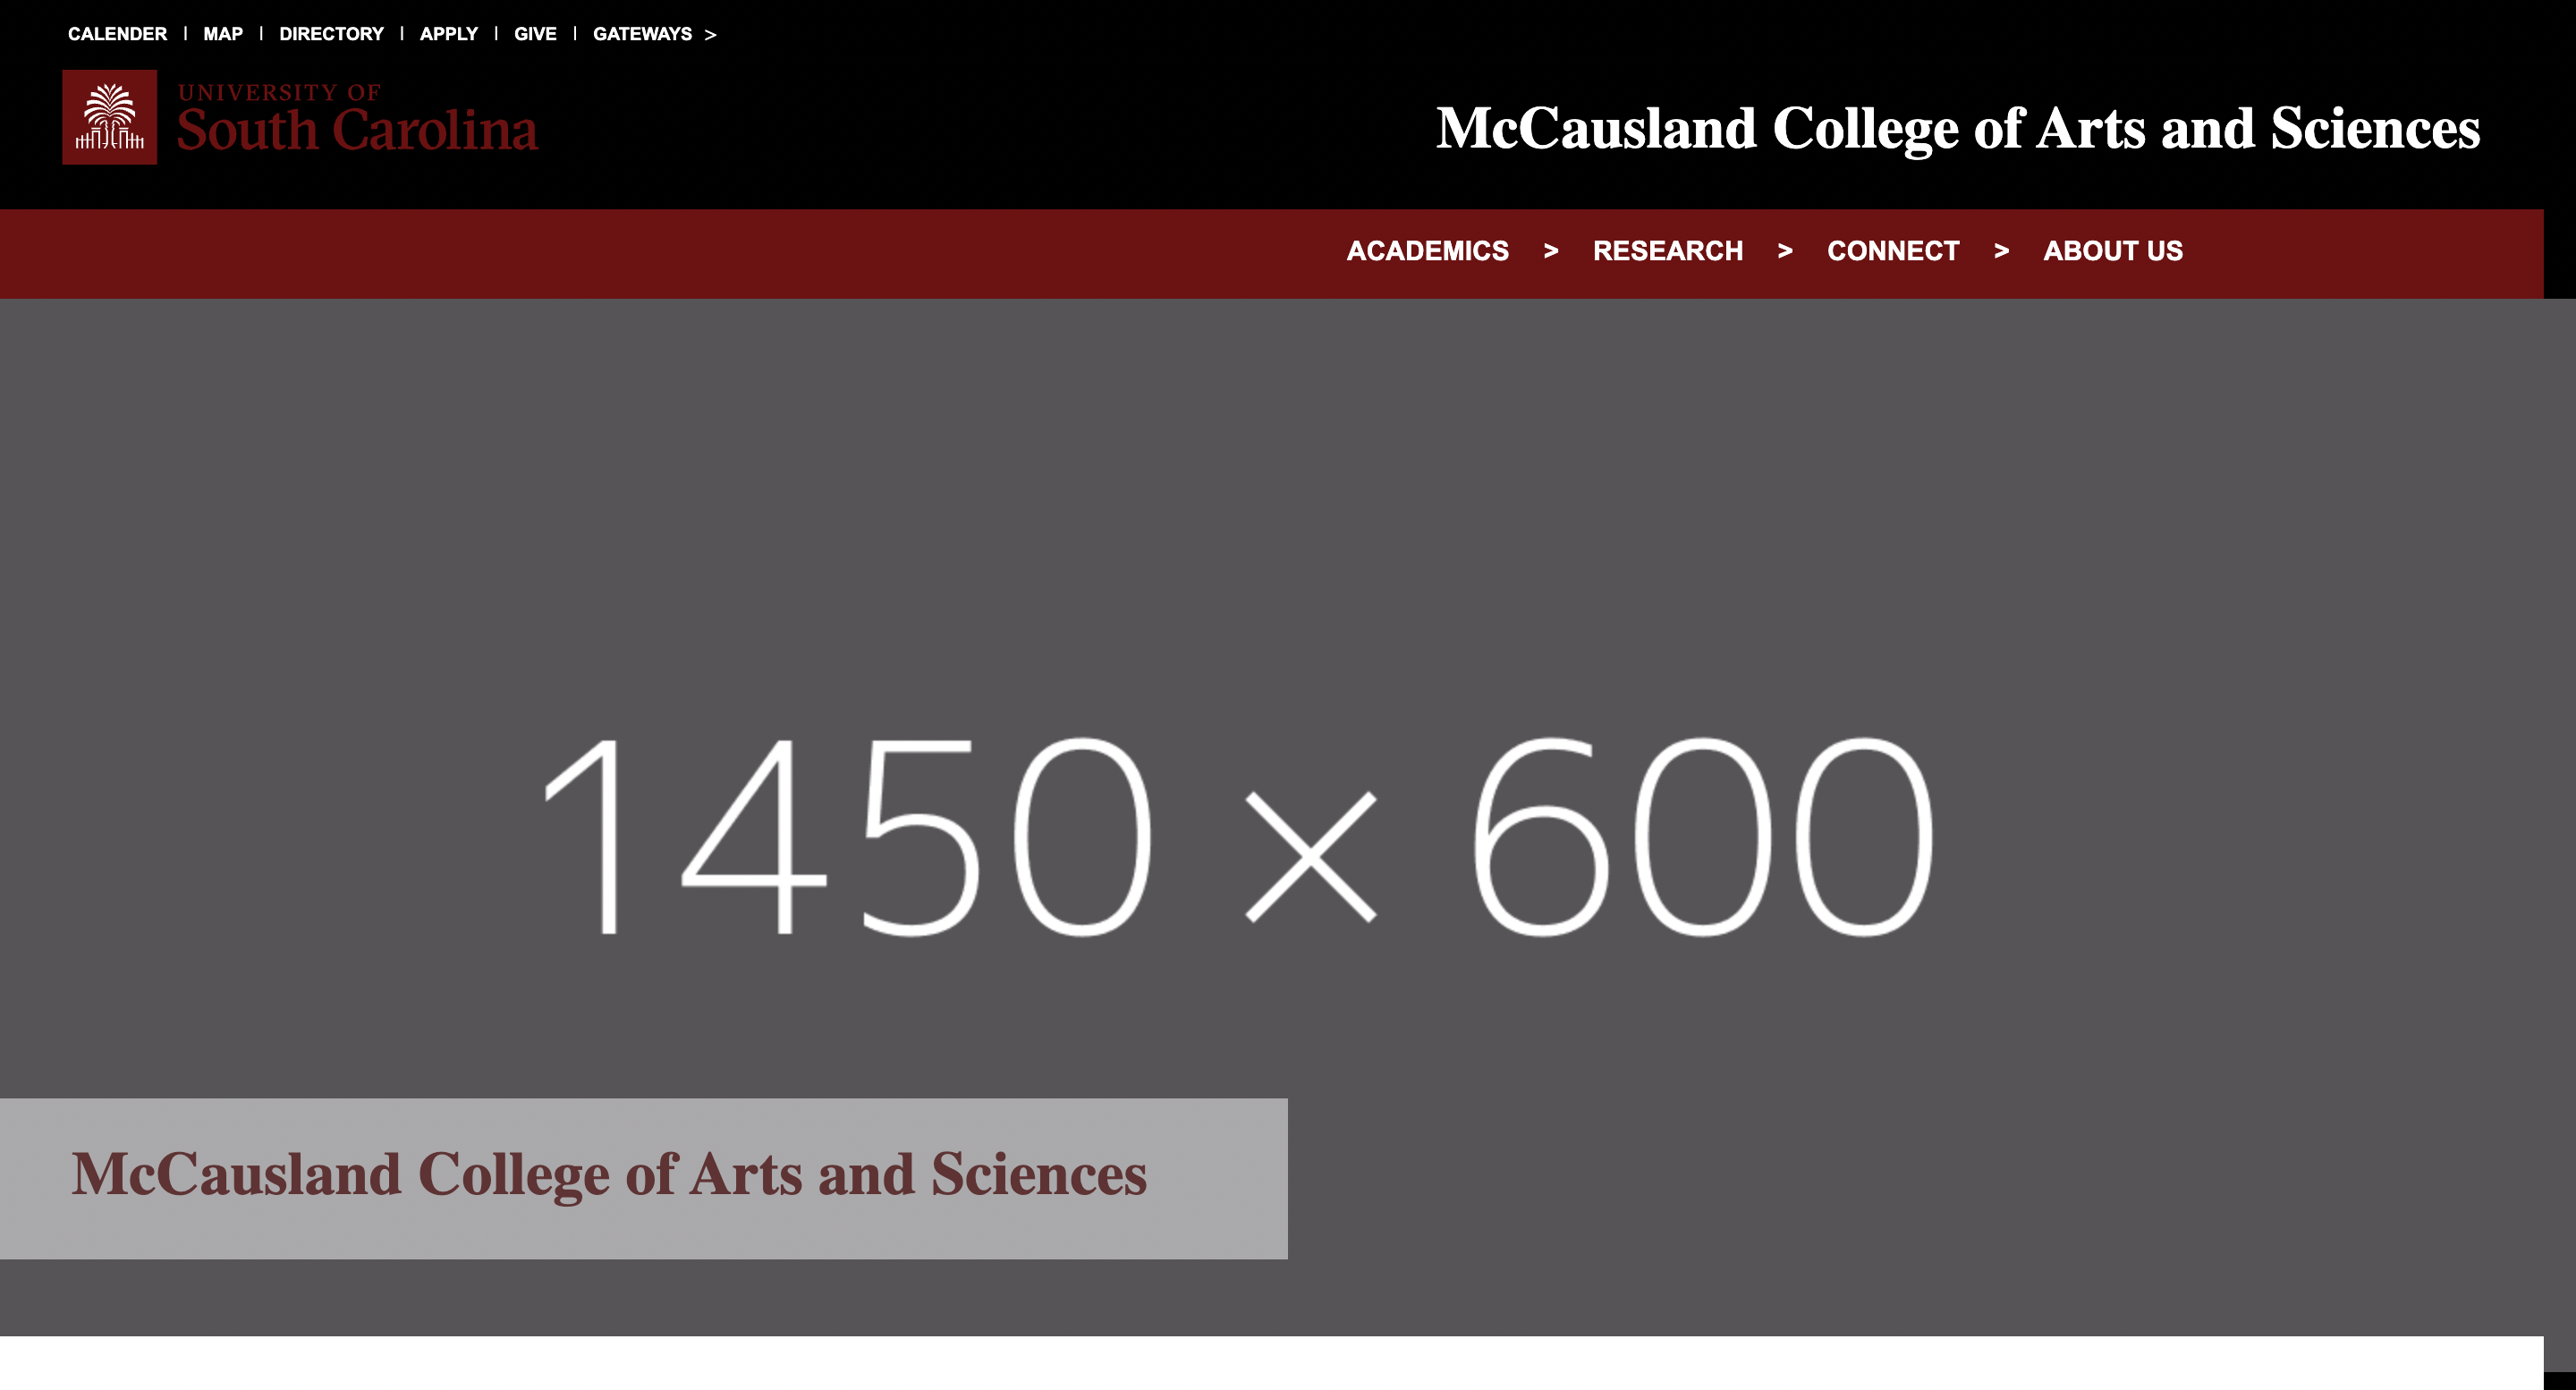 CALENDER | MAP | DIRECTORY | APPLY | GIVE | GATEWAYS >
UNIVERSITY OF
South Carolina
McCausland College of Arts and Sciences
ACADEMICS > RESEARCH > CONNECT > ABOUT US
1450 × 600
McCausland College of Arts and Sciences